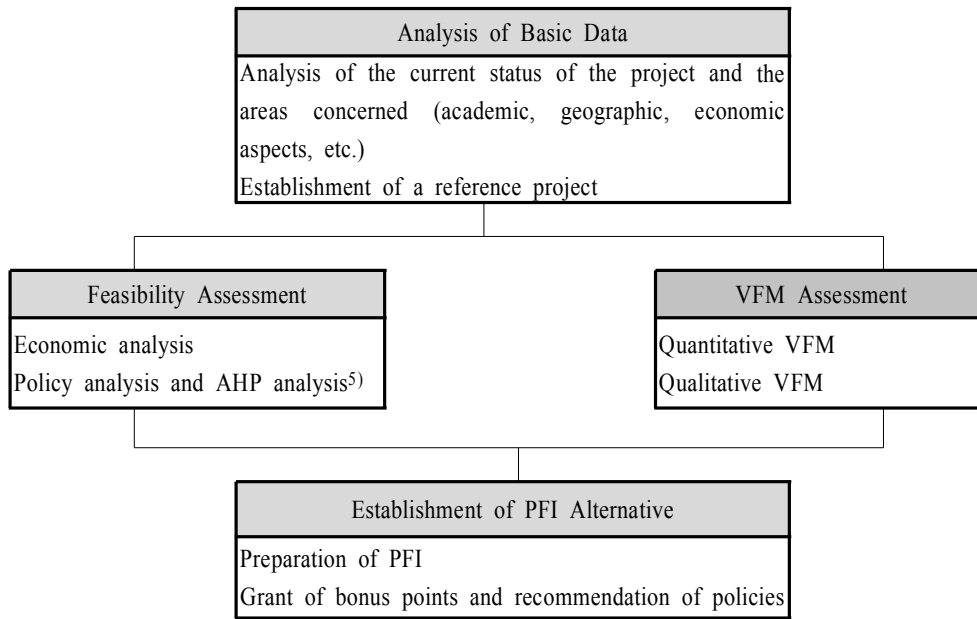 Analysis of Basic Data
Analysis of the current status of the project and the
areas concerned (academic, geographic, economic
aspects, etc.)
Establishment of a reference project
Feasibility Assessment
Economic analysis
Policy analysis and AHP analysis5)
VFM Assessment
Quantitative VFM
Qualitative VFM
Establishment of PFI Alternative
Preparation of PFI
Grant of bonus points and recommendation of policies